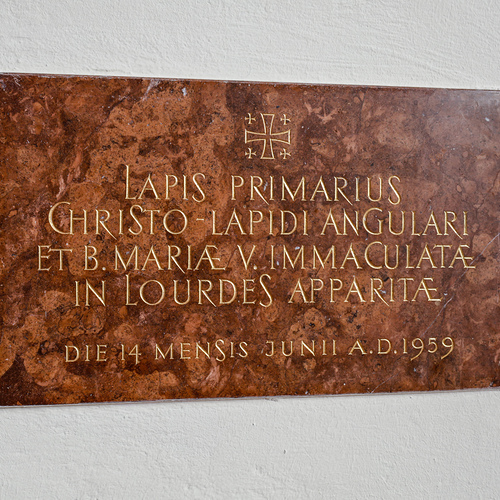 LAPIS PRIMARIUS
CHRISTO-LAPIDI ANGULARI
ET B. MARIÆ V. IMMACULATÆ
IN LOURDES APPARITÆ
DIE 14 MENSIS JUNII A.D. 1959